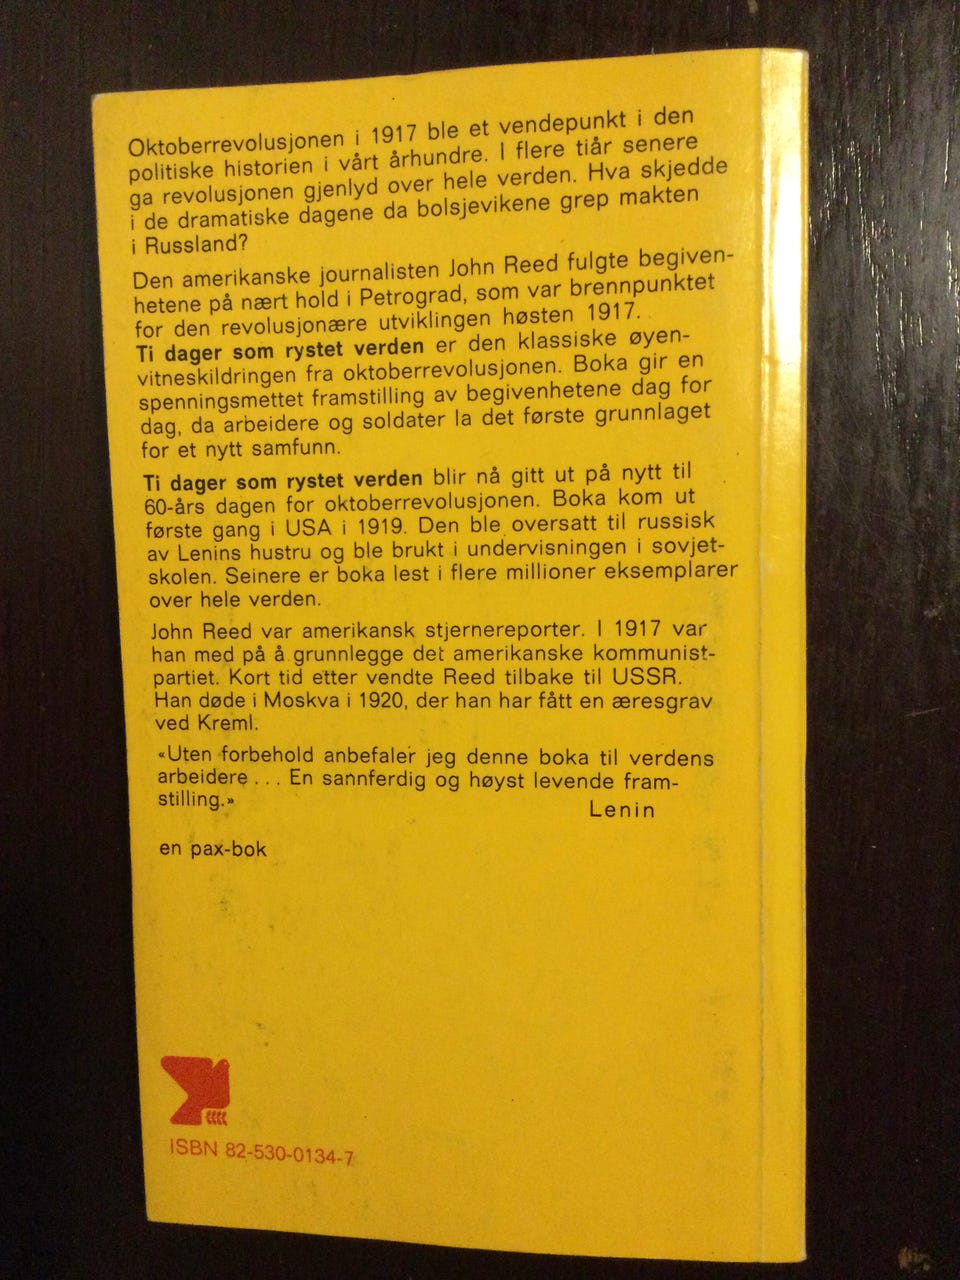 Oktoberrevolusjonen i 1917 ble et vendepunkt i den
politiske historien i vårt århundre. I flere tiår senere
ga revolusjonen gjenlyd over hele verden. Hva skjedde
i de dramatiske dagene da bolsjevikene grep makten
i Russland?
Den amerikanske journalisten John Reed fulgte begiven-
hetene på nært hold i Petrograd, som var brennpunktet
for den revolusjonære utviklingen høsten 1917.
Ti dager som rystet verden er den klassiske øyen-
vitneskildringen fra oktoberrevolusjonen. Boka gir en
spenningsmettet framstilling av begivenhetene dag for
dag, da arbeidere og soldater la det første grunnlaget
for et nytt samfunn.
Ti dager som rystet verden blir nå gitt ut på nytt til
60-års dagen for oktoberrevolusjonen. Boka kom ut
første gang i USA i 1919. Den ble oversatt til russisk
av Lenins hustru og ble brukt i undervisningen i sovjet-
skolen. Seinere er boka lest i flere millioner eksemplarer
over hele verden.
John Reed var amerikansk stjernereporter. I 1917 var
han med på å grunnlegge det amerikanske kommunist-
partiet. Kort tid etter vendte Reed tilbake til USSR.
Han døde i Moskva i 1920, der han har fått en æresgrav
ved Kreml.
«Uten forbehold anbefaler jeg denne boka til verdens
arbeidere... En sannferdig og høyst levende fram-
stilling.»
Lenin
en pax-bok
ISBN 82-530-0134-7